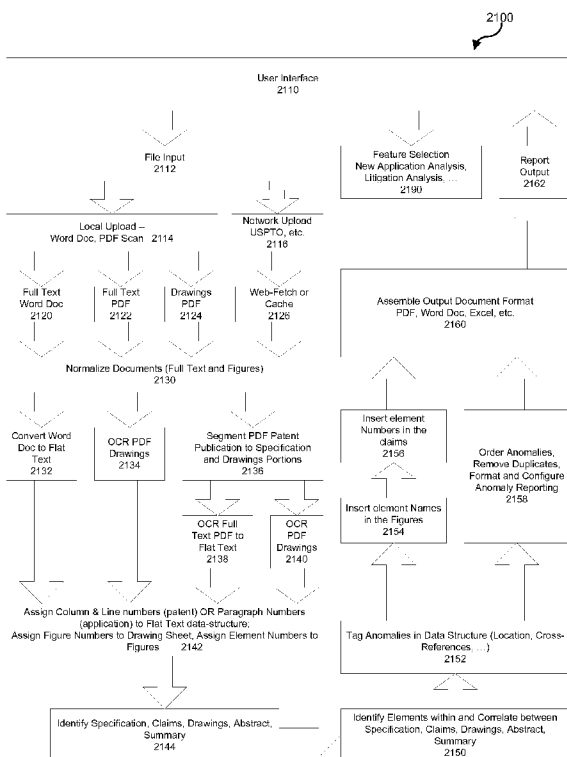 2100
User Interface
2110
File Input
2112
Feature Selection
New Application Analysis,
Litigation Analysis, ...
2190
Report
Output
2162
Local Upload –
Word Doc, PDF Scan 2114
Network Upload
USPTO, etc.
2116
Full Text
Word Doc
2120
Full Text
PDF
2122
Drawings
PDF
2124
Web-Fetch or
Cache
2126
Assemble Output Document Format
PDF, Word Doc, Excel, etc.
2160
Normalize Documents (Full Text and Figures)
2130
Convert Word
Doc to Flat
Text
2132
OCR PDF
Drawings
2134
Segment PDF Patent
Publication to Specification
and Drawings Portions
2136
Insert element
Numbers in the
claims
2156
Order Anomalies,
Remove Duplicates,
Format and Configure
Anomaly Reporting
2158
OCR Full
Text PDF to
Flat Text
2138
OCR
PDF
Drawings
2140
Insert element Names
in the Figures
2154
Assign Column & Line numbers (patent) OR Paragraph Numbers
(application) to Flat Text data-structure;
Assign Figure Numbers to Drawing Sheet, Assign Element Numbers to
Figures 2142
Tag Anomalies in Data Structure (Location, Cross-
References, ...)
2152
Identify Specification, Claims, Drawings, Abstract,
Summary
2144
Identify Elements within and Correlate between
Specification, Claims, Drawings, Abstract,
Summary
2150